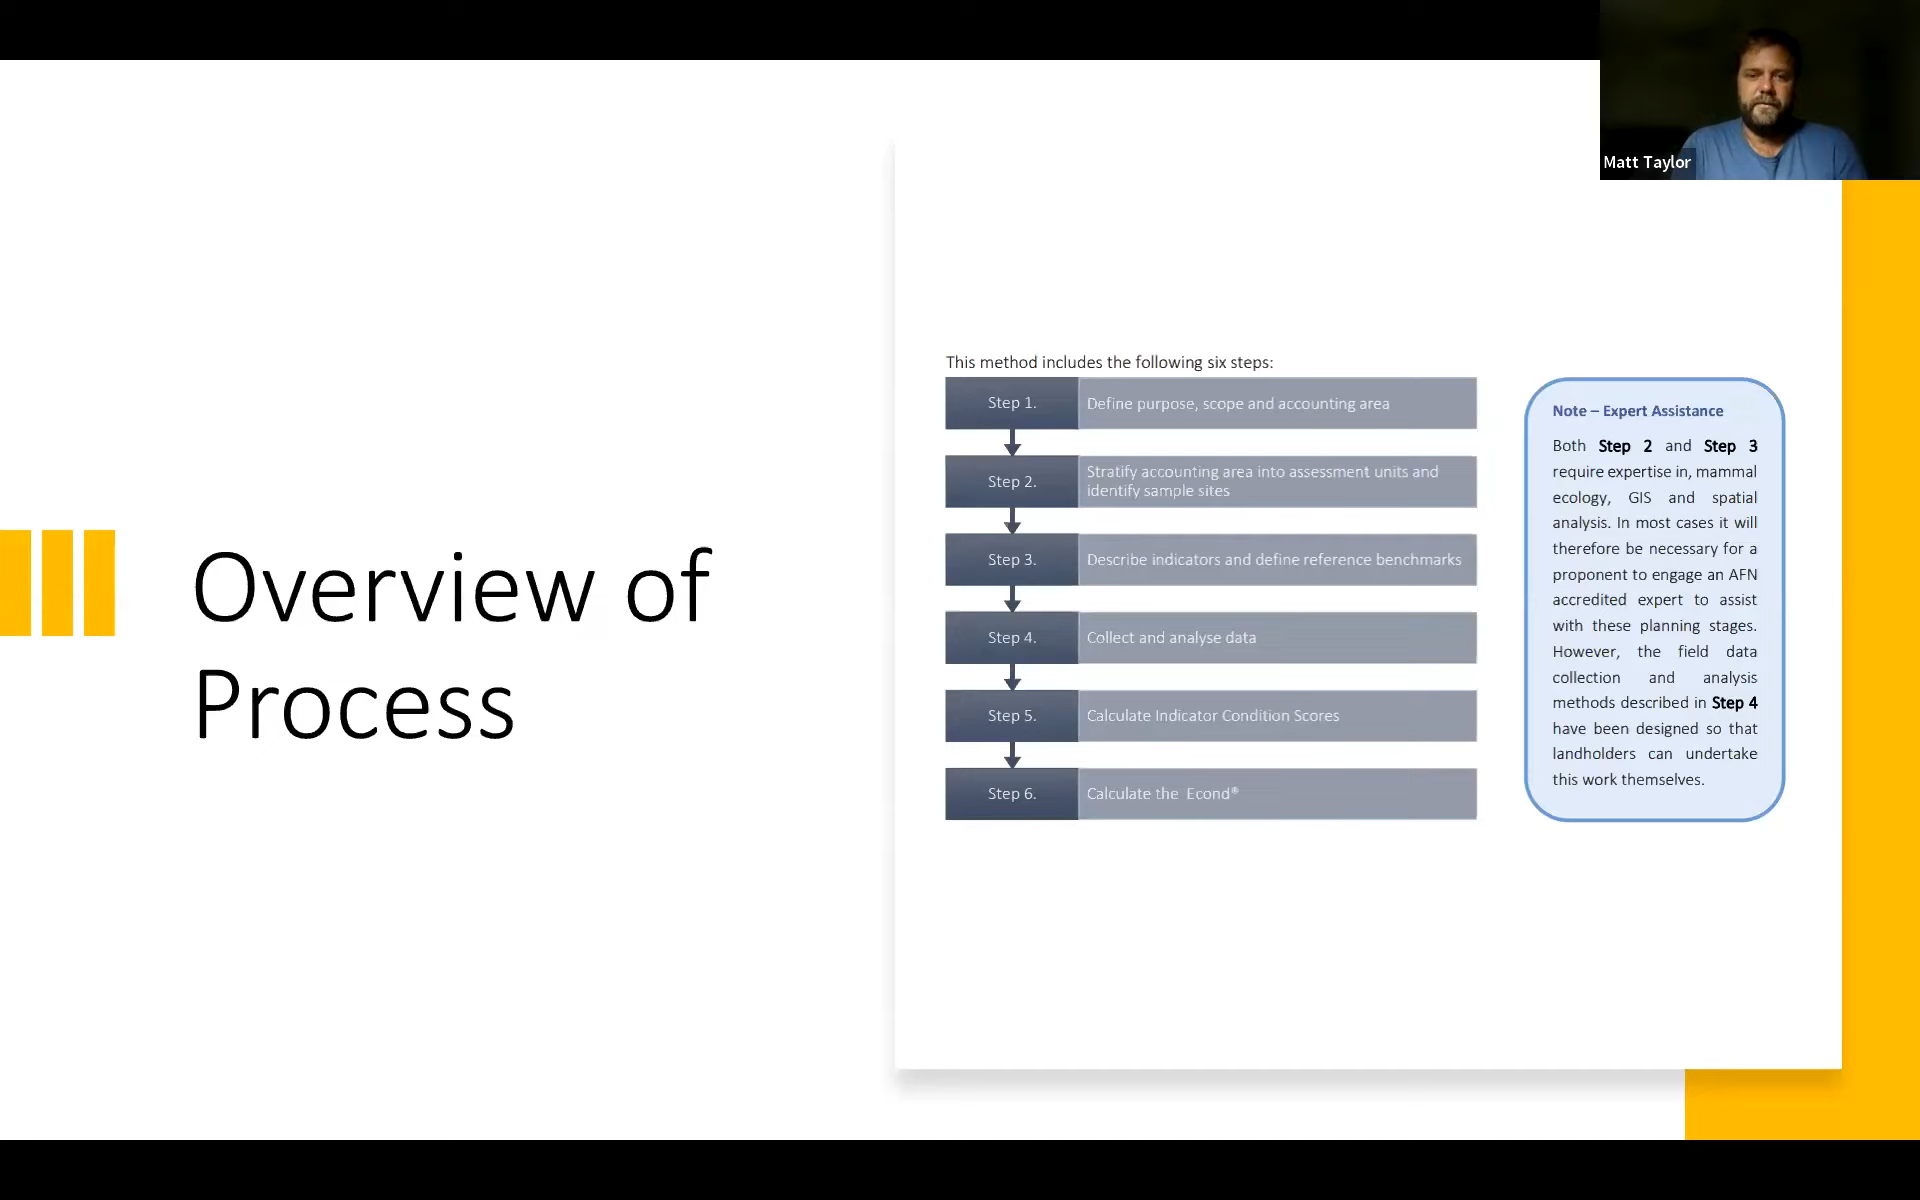 Matt Taylor
Overview of
Process
This method includes the following six steps:
Step 1.
Define purpose, scope and accounting area
Step 2.
Stratify accounting area into assessment units and
identify sample sites
Step 3.
Describe indicators and define reference benchmarks
Step 4.
Collect and analyse data
Step 5.
Calculate Indicator Condition Scores
Step 6.
Calculate the Econd®
Note – Expert Assistance
Both Step 2 and Step 3
require expertise in, mammal
ecology, GIS and spatial
analysis. In most cases it will
therefore be necessary for a
proponent to engage an AFN
accredited expert to assist
with these planning stages.
However, the field data
collection and analysis
methods described in Step 4
have been designed so that
landholders can undertake
this work themselves.